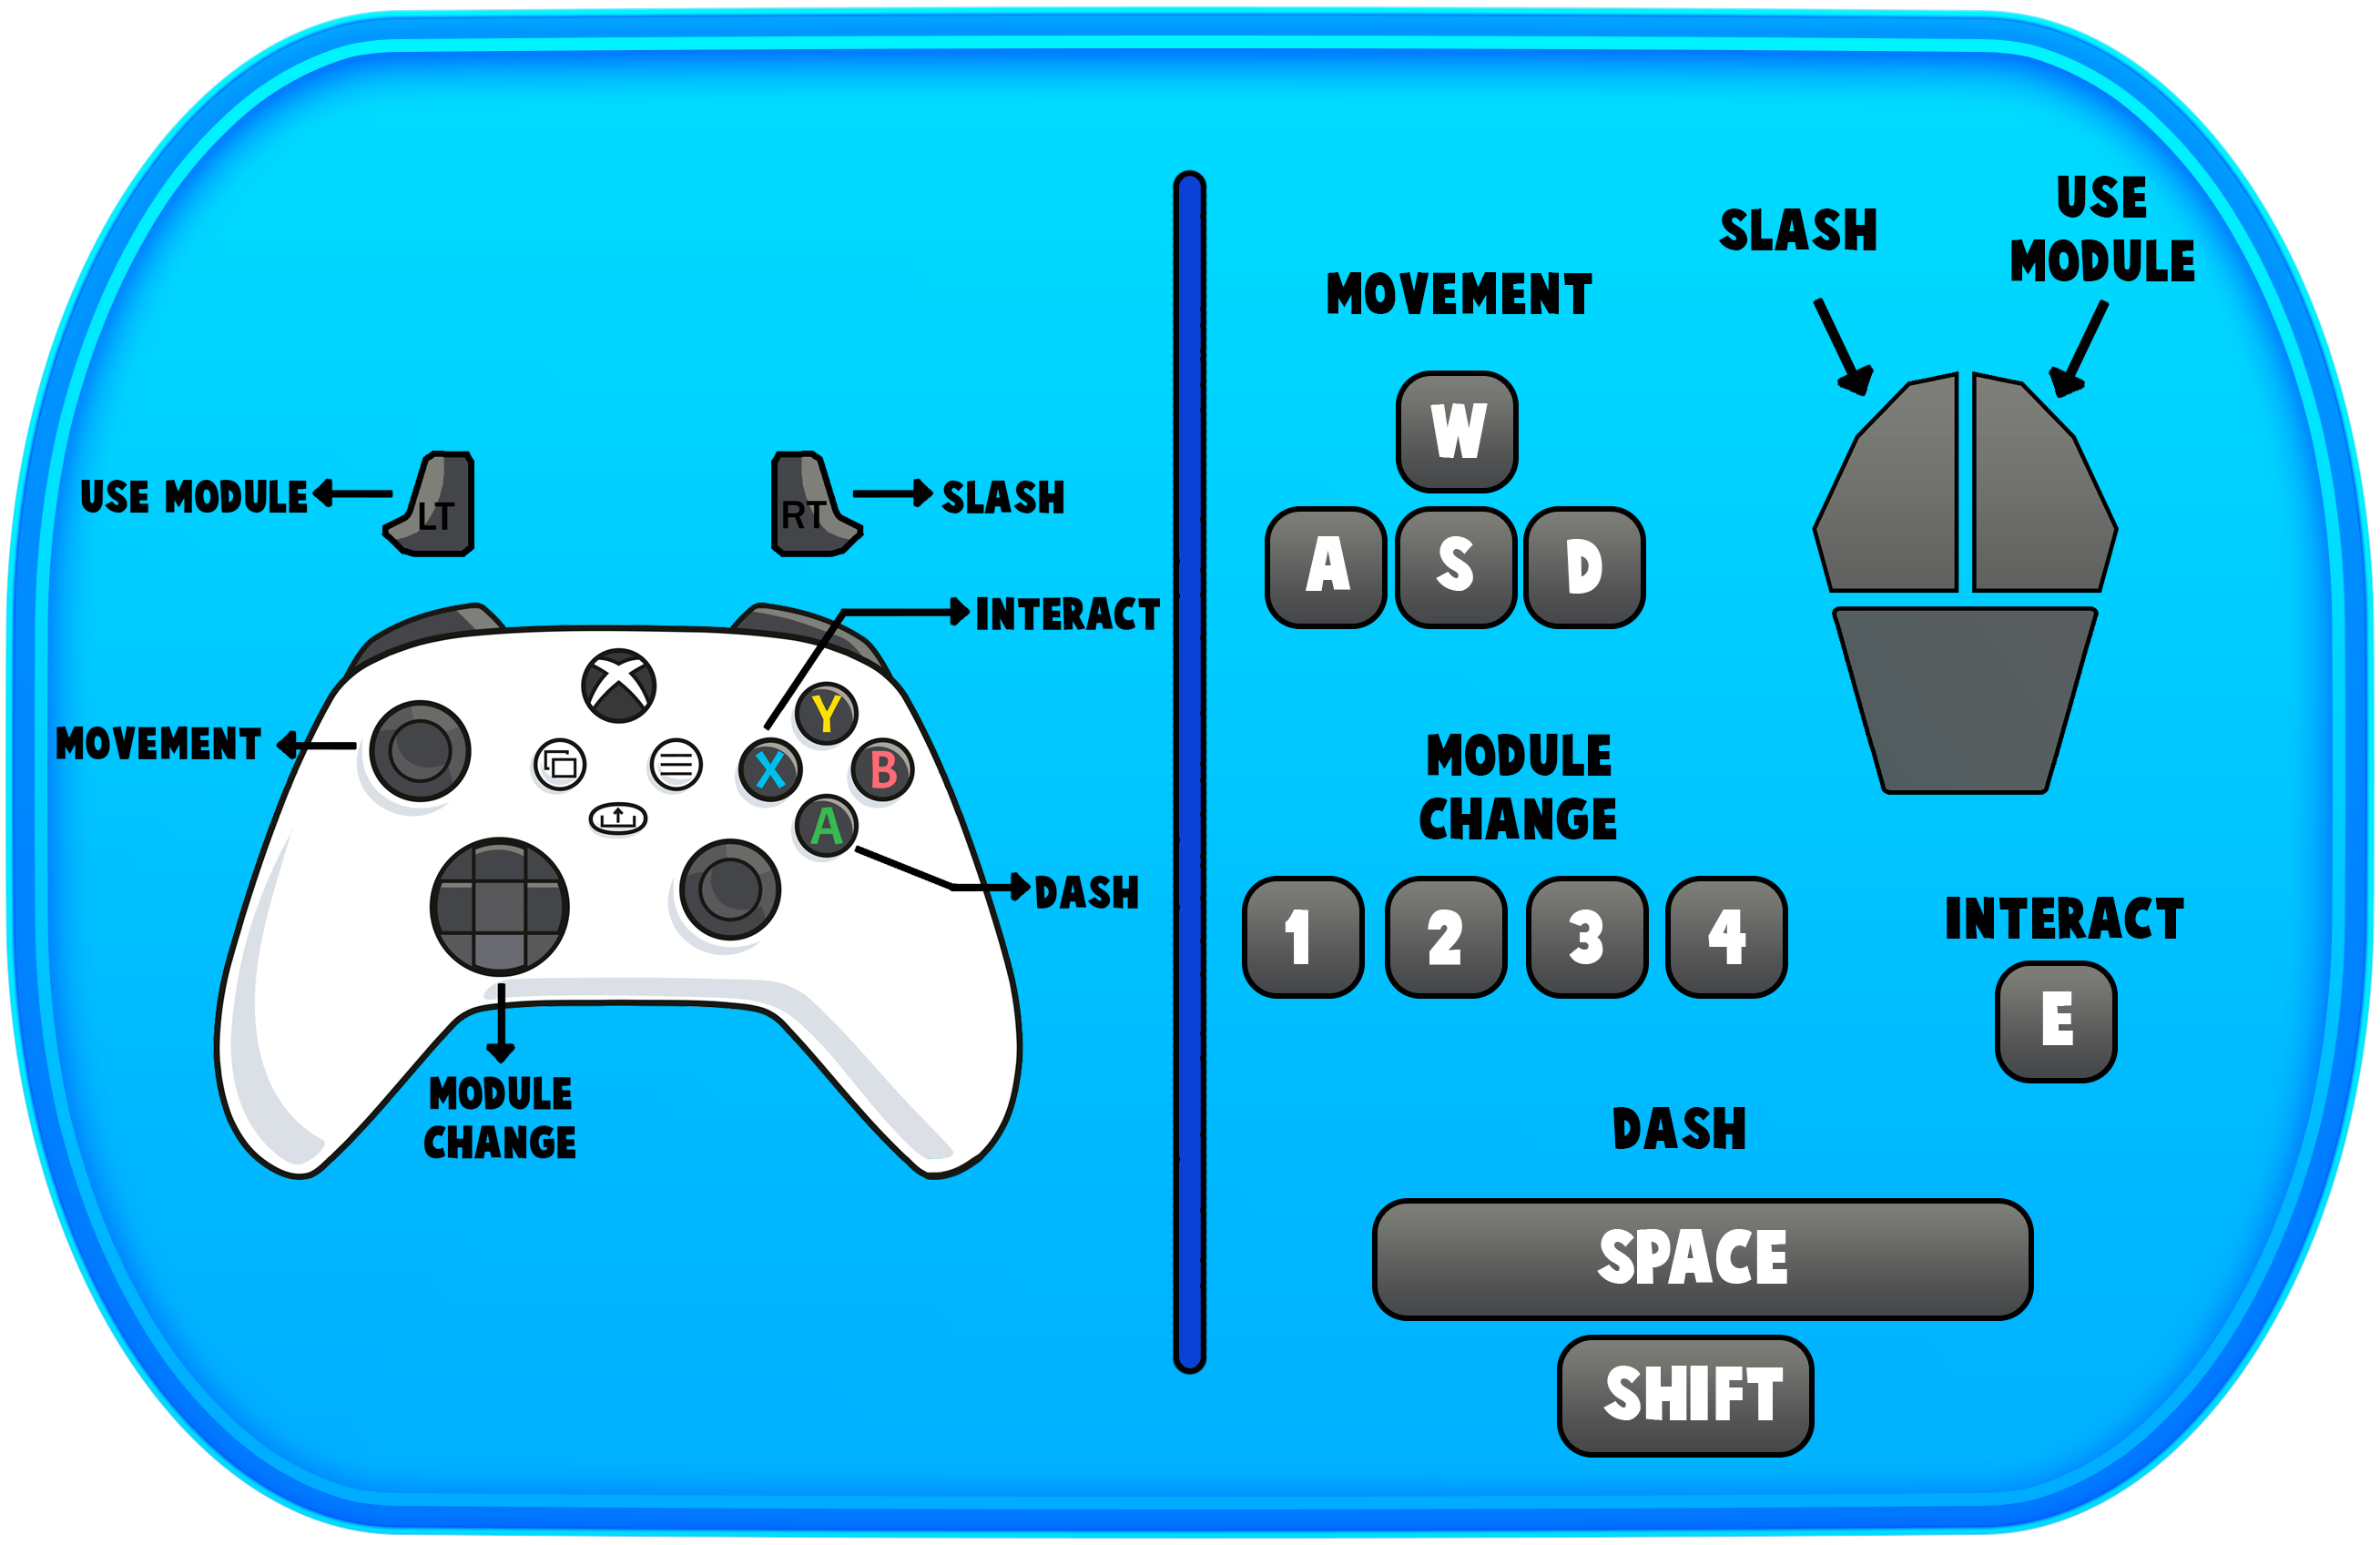 USE MODULE
LT
RT
SLASH
INTERACT
MOVEMENT
Y
X
B
A
DASH
MODULE
CHANGE
MOVEMENT
W
A S D
SLASH
USE
MODULE
MODULE
CHANGE
1 2 3 4
INTERACT
E
DASH
SPACE
SHIFT